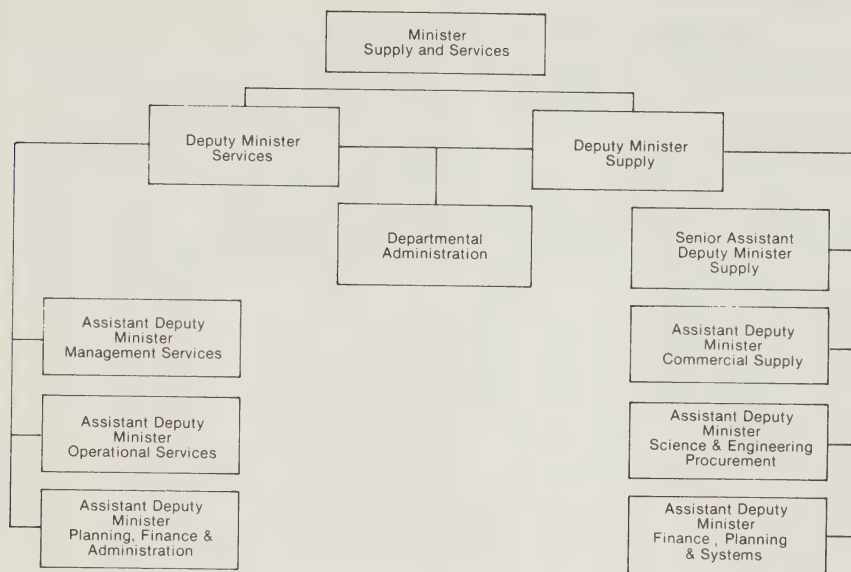 Minister
Supply and Services
Deputy Minister
Services
Deputy Minister
Supply
Departmental
Administration
Senior Assistant
Deputy Minister
Supply
Assistant Deputy
Minister
Management Services
Assistant Deputy
Minister
Commercial Supply
Assistant Deputy
Minister
Operational Services
Assistant Deputy
Minister
Science & Engineering
Procurement
Assistant Deputy
Minister
Planning, Finance &
Administration
Assistant Deputy
Minister
Finance , Planning
& Systems